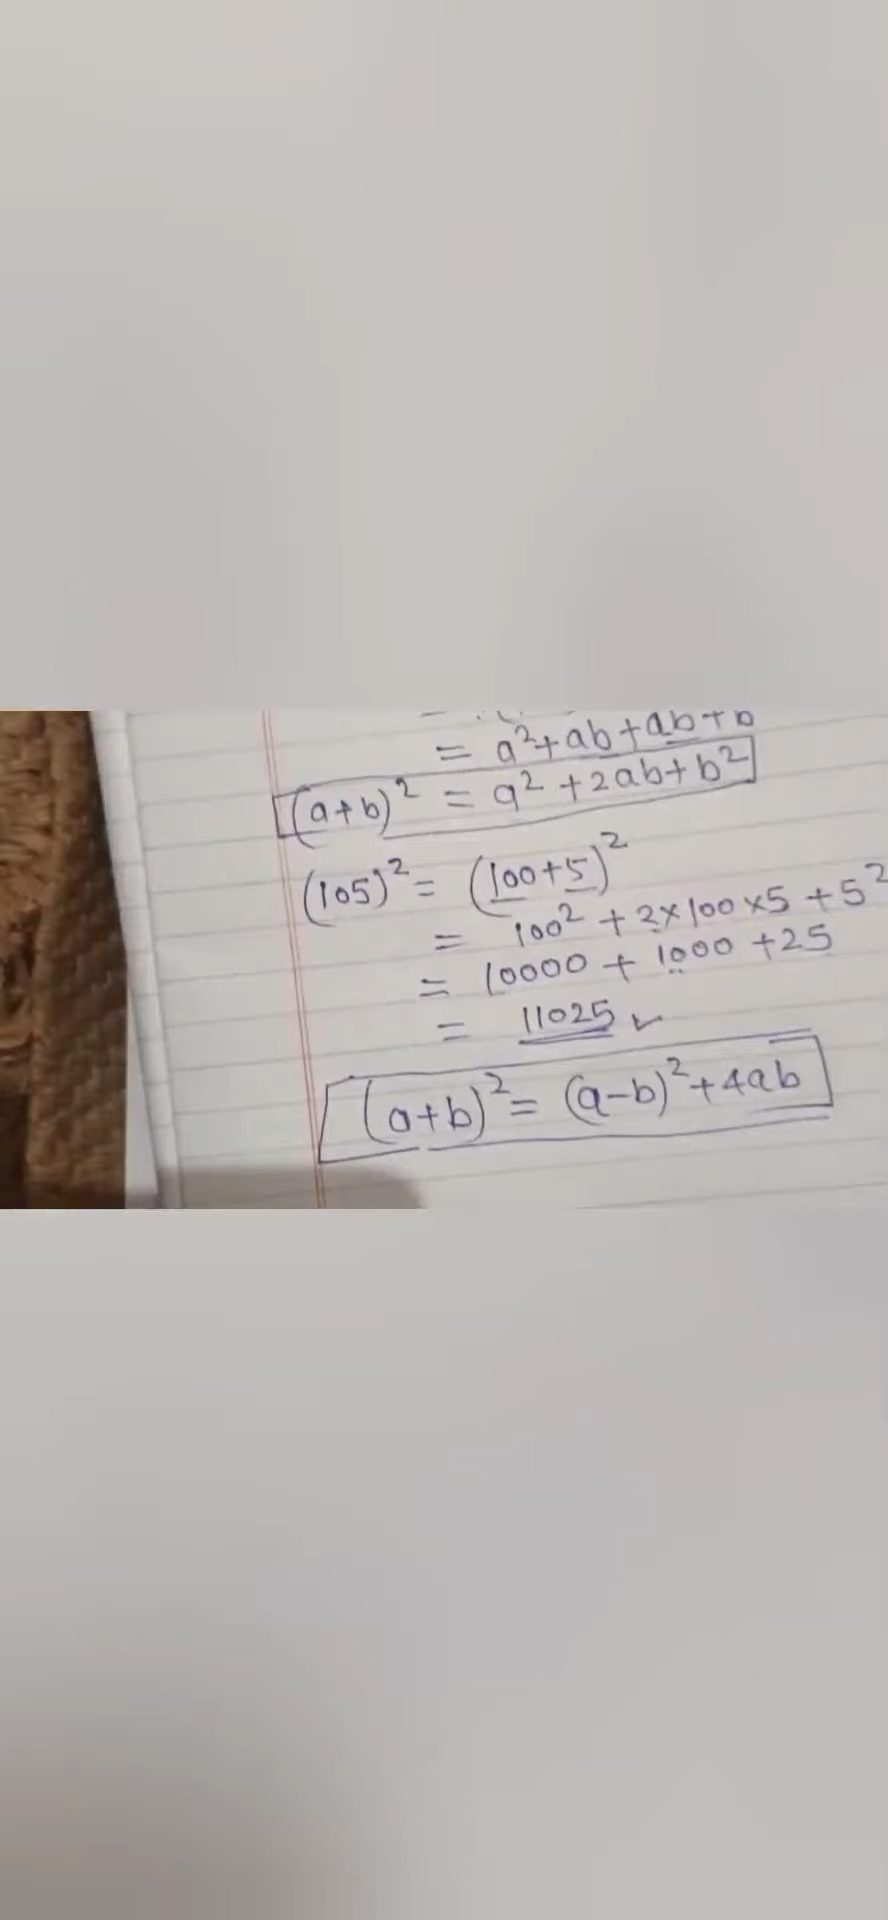 = a²+ab+ab+b
(a+b)² = a²+2ab+b²
(105)² = (100+5)²
= 100² + 2×100×5 + 5²
= 10000 + 1000 +25
= 11025 ✓
(a+b)² = (a-b)²+4ab